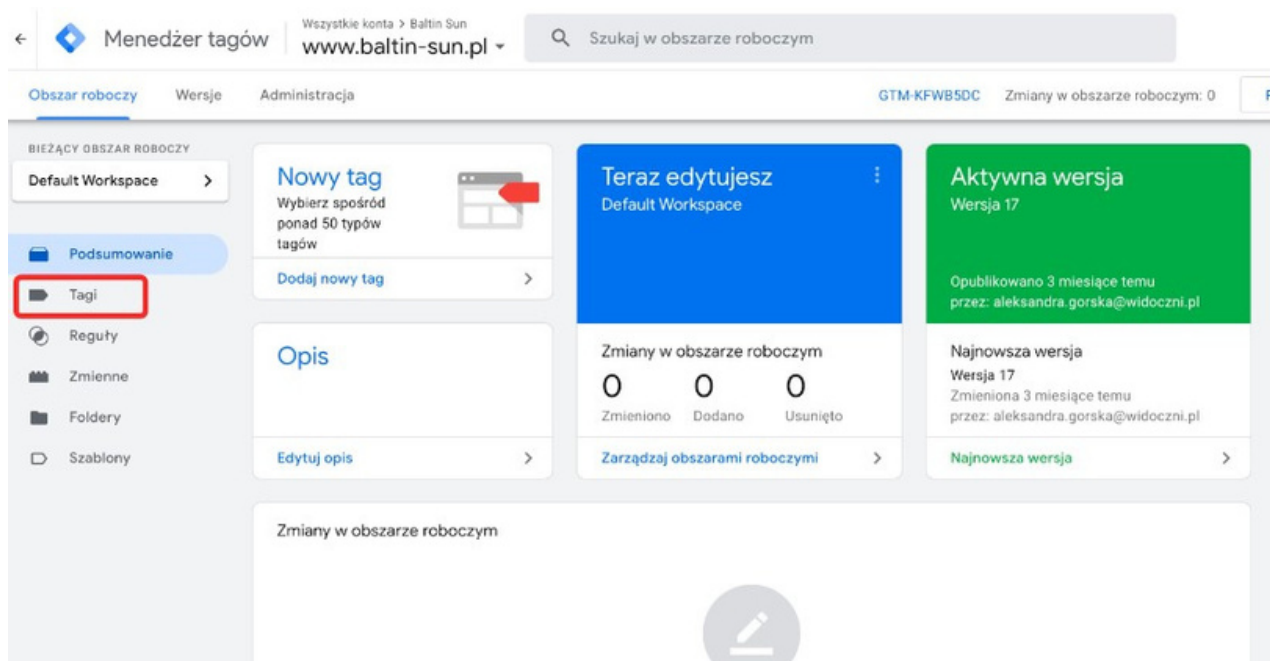 Menedżer tagów
Wszystkie konta > Baltin Sun
www.baltin-sun.pl
Szukaj w obszarze roboczym
Obszar roboczy
Wersje
Administracja
GTM-KFWB5DC
Zmiany w obszarze roboczym: 0
BIEŻĄCY OBSZAR ROBOCZY
Default Workspace
Podsumowanie
Tagi
Reguły
Zmienne
Foldery
Szablony
Nowy tag
Wybierz spośród
ponad 50 typów
tagów
Dodaj nowy tag
Opis
Edytuj opis
Teraz edytujesz
Default Workspace
Zmiany w obszarze roboczym
0 0 0
Zmieniono Dodano Usunięto
Zarządzaj obszarami roboczymi
Aktywna wersja
Wersja 17
Opublikowano 3 miesiące temu
przez: aleksandra.gorska@widoczni.pl
Najnowsza wersja
Wersja 17
Zmieniona 3 miesiące temu
przez: aleksandra.gorska@widoczni.pl
Najnowsza wersja
Zmiany w obszarze roboczym